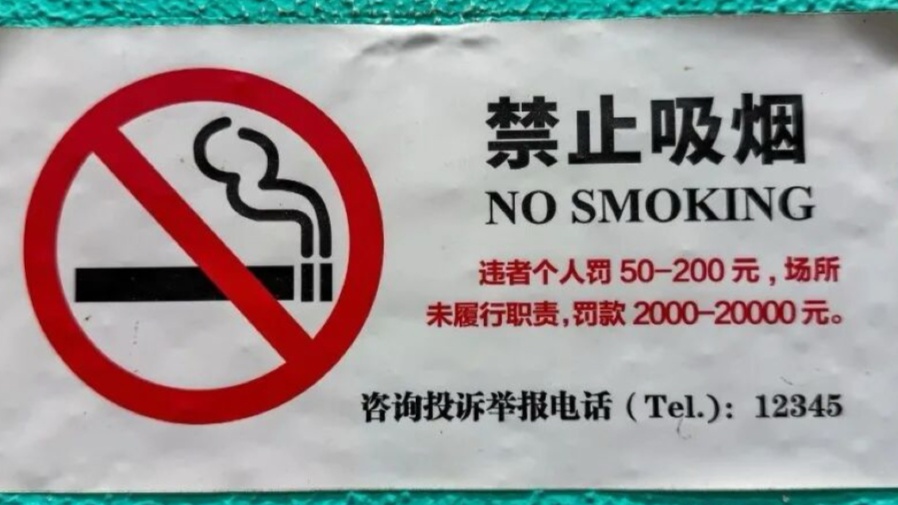 禁止吸烟
NO SMOKING
违者个人罚 50-200 元，场所
未履行职责，罚款 2000-20000 元。
咨询投诉举报电话（Tel.）：12345